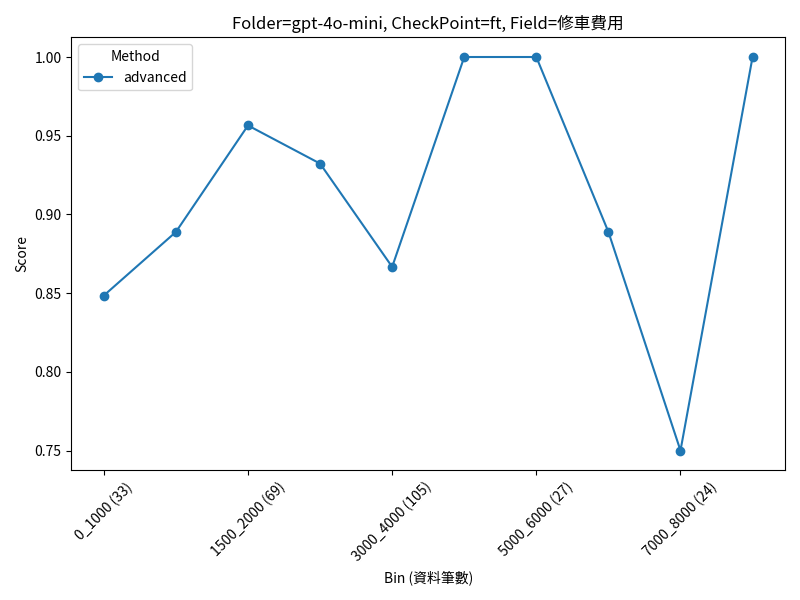 Folder=gpt-4o-mini, CheckPoint=ft, Field=修車費用
Method
advanced
1.00
0.95
0.90
0.85
0.80
0.75
Score
0_1000 (33)
1500_2000 (69)
3000_4000 (105)
5000_6000 (27)
7000_8000 (24)
Bin (資料筆數)